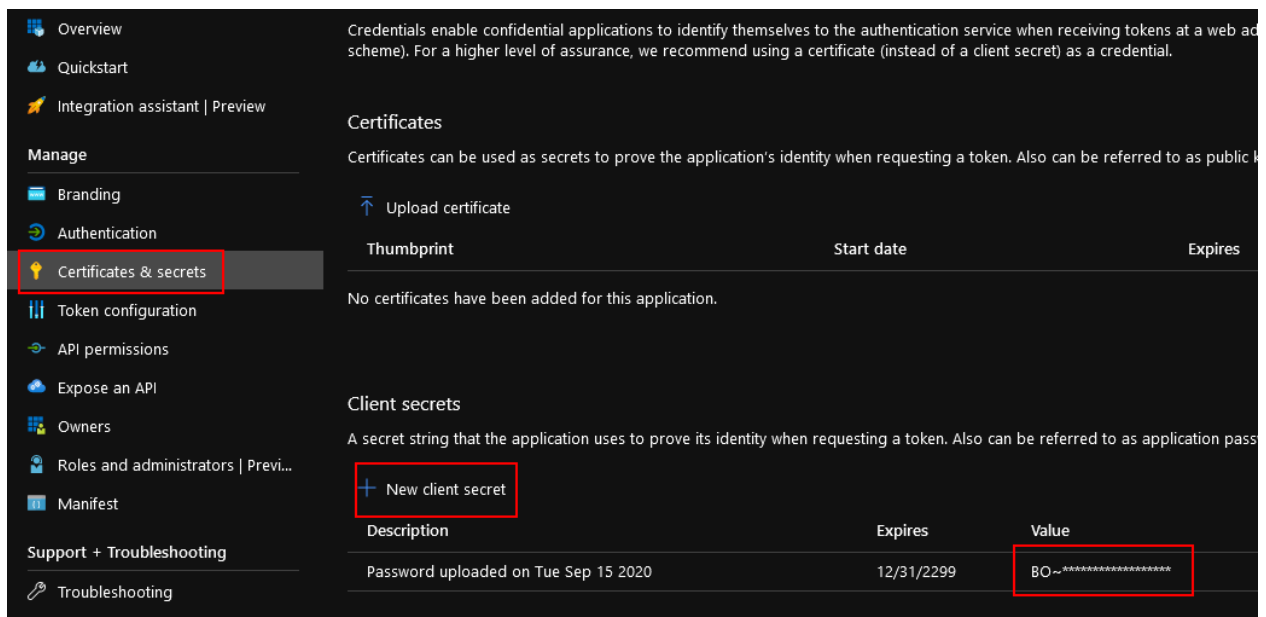 Overview
Quickstart
Integration assistant | Preview
Manage
Branding
Authentication
Certificates & secrets
Token configuration
API permissions
Expose an API
Owners
Roles and administrators | Previ...
Manifest
Support + Troubleshooting
Troubleshooting
Credentials enable confidential applications to identify themselves to the authentication service when receiving tokens at a web ad
scheme). For a higher level of assurance, we recommend using a certificate (instead of a client secret) as a credential.
Certificates
Certificates can be used as secrets to prove the application's identity when requesting a token. Also can be referred to as public
Upload certificate
Thumbprint Start date Expires
No certificates have been added for this application.
Client secrets
A secret string that the application uses to prove its identity when requesting a token. Also can be referred to as application pass
New client secret
Description Expires Value
Password uploaded on Tue Sep 15 2020 12/31/2299 BO~******************